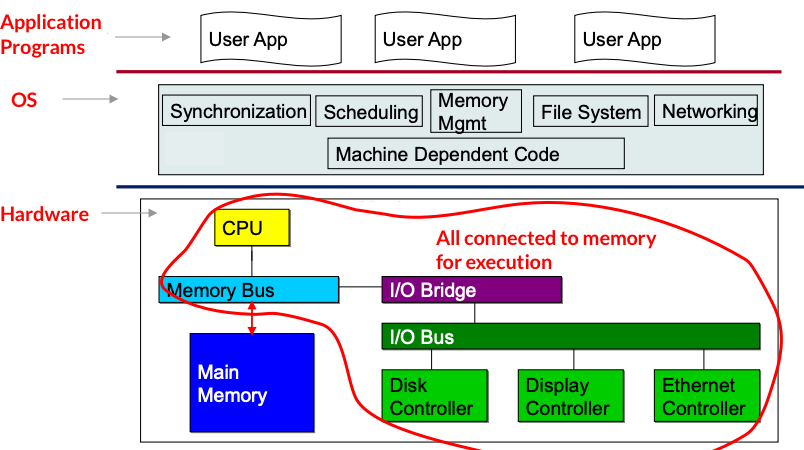 Application
Programs
User App
User App
User App
OS
Synchronization
Scheduling
Memory
Mgmt
File System
Networking
Machine Dependent Code
Hardware
CPU
All connected to memory
for execution
Memory Bus
I/O Bridge
I/O Bus
Main
Memory
Disk
Controller
Display
Controller
Ethernet
Controller